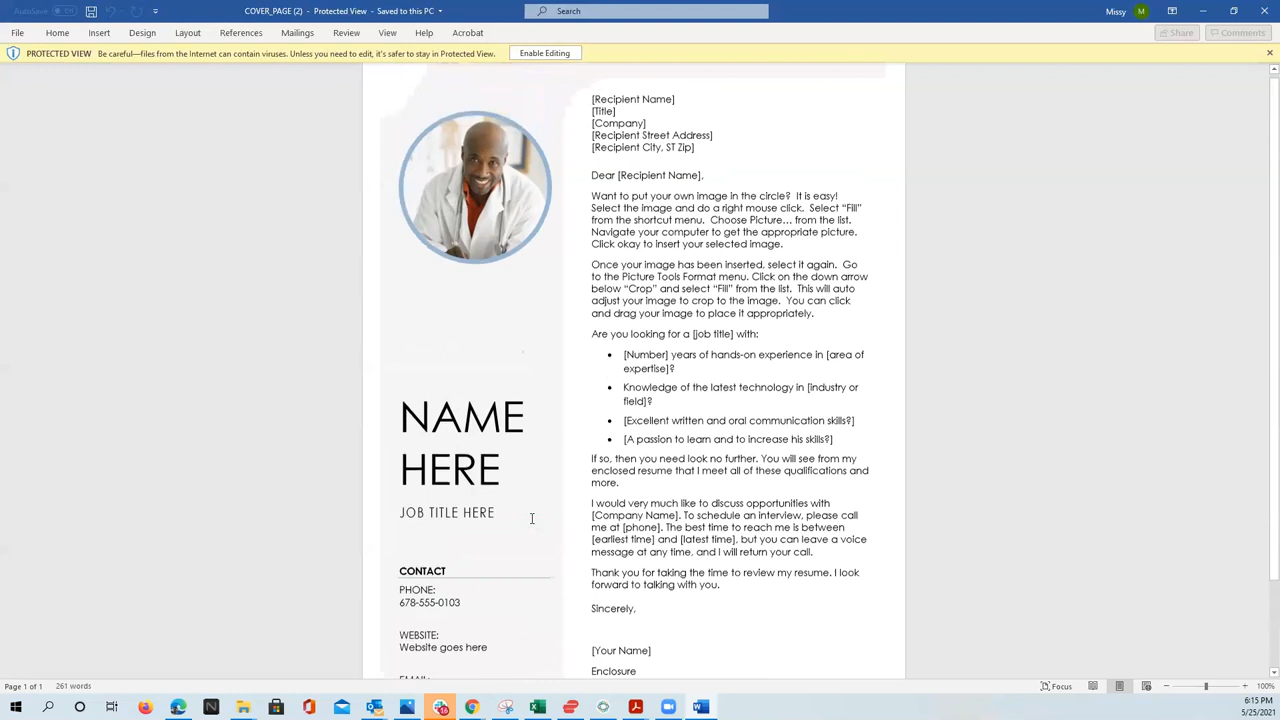 AutoSave Off
COVER_PAGE (2) - Protected View - Saved to this PC
Search
Missy
M
File Home Insert Design Layout References Mailings Review View Help Acrobat
Share
Comments
PROTECTED VIEW Be careful—files from the Internet can contain viruses. Unless you need to edit, it's safer to stay in Protected View.
Enable Editing
NAME
HERE
JOB TITLE HERE
CONTACT
PHONE:
678-555-0103
WEBSITE:
Website goes here
[Recipient Name]
[Title]
[Company]
[Recipient Street Address]
[Recipient City, ST Zip]
Dear [Recipient Name],
Want to put your own image in the circle?  It is easy!
Select the image and do a right mouse click.  Select “Fill”
from the shortcut menu.  Choose Picture… from the list.
Navigate your computer to get the appropriate picture.
Click okay to insert your selected image.
Once your image has been inserted, select it again.  Go
to the Picture Tools Format menu. Click on the down arrow
below “Crop” and select “Fill” from the list.  This will auto
adjust your image to crop to the image.  You can click
and drag your image to place it appropriately.
Are you looking for a [job title] with:
• [Number] years of hands-on experience in [area of
expertise]?
• Knowledge of the latest technology in [industry or
field]?
• [Excellent written and oral communication skills?]
• [A passion to learn and to increase his skills?]
If so, then you need look no further. You will see from my
enclosed resume that I meet all of these qualifications and
more.
I would very much like to discuss opportunities with
[Company Name]. To schedule an interview, please call
me at [phone]. The best time to reach me is between
[earliest time] and [latest time], but you can leave a voice
message at any time, and I will return your call.
Thank you for taking the time to review my resume. I look
forward to talking with you.
Sincerely,
[Your Name]
Enclosure
Page 1 of 1
261 words
Focus
100%
6:15 PM
5/25/2021